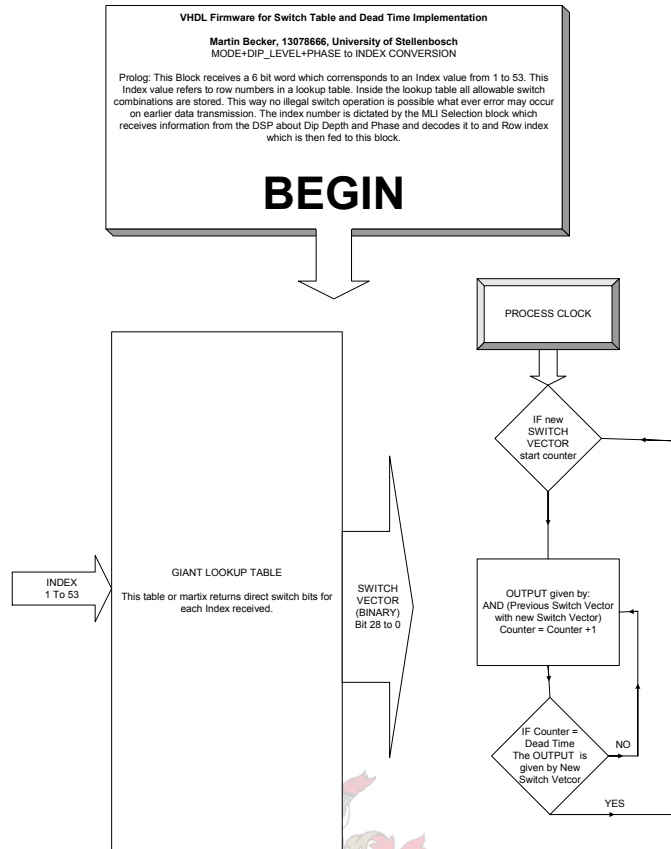 VHDL Firmware for Switch Table and Dead Time Implementation
Martin Becker, 13078666, University of Stellenbosch
MODE+DIP_LEVEL+PHASE to INDEX CONVERSION
Prolog: This Block receives a 6 bit word which corrensponds to an Index value from 1 to 53. This
Index value refers to row numbers in a lookup table. Inside the lookup table all allowable switch
combinations are stored. This way no illegal switch operation is possible what ever error may occur
on earlier data transmission. The index number is dictated by the MLI Selection block which
receives information from the DSP about Dip Depth and Phase and decodes it to and Row index
which is then fed to this block.
BEGIN
PROCESS CLOCK
IF new
SWITCH
VECTOR
start counter
INDEX
1 To 53
GIANT LOOKUP TABLE
This table or martix returns direct switch bits for
each Index received.
SWITCH
VECTOR
(BINARY)
Bit 28 to 0
OUTPUT given by:
AND (Previous Switch Vector
with new Switch Vector)
Counter = Counter +1
IF Counter =
Dead Time
The OUTPUT is
given by New
Switch Vetcor
NO
YES